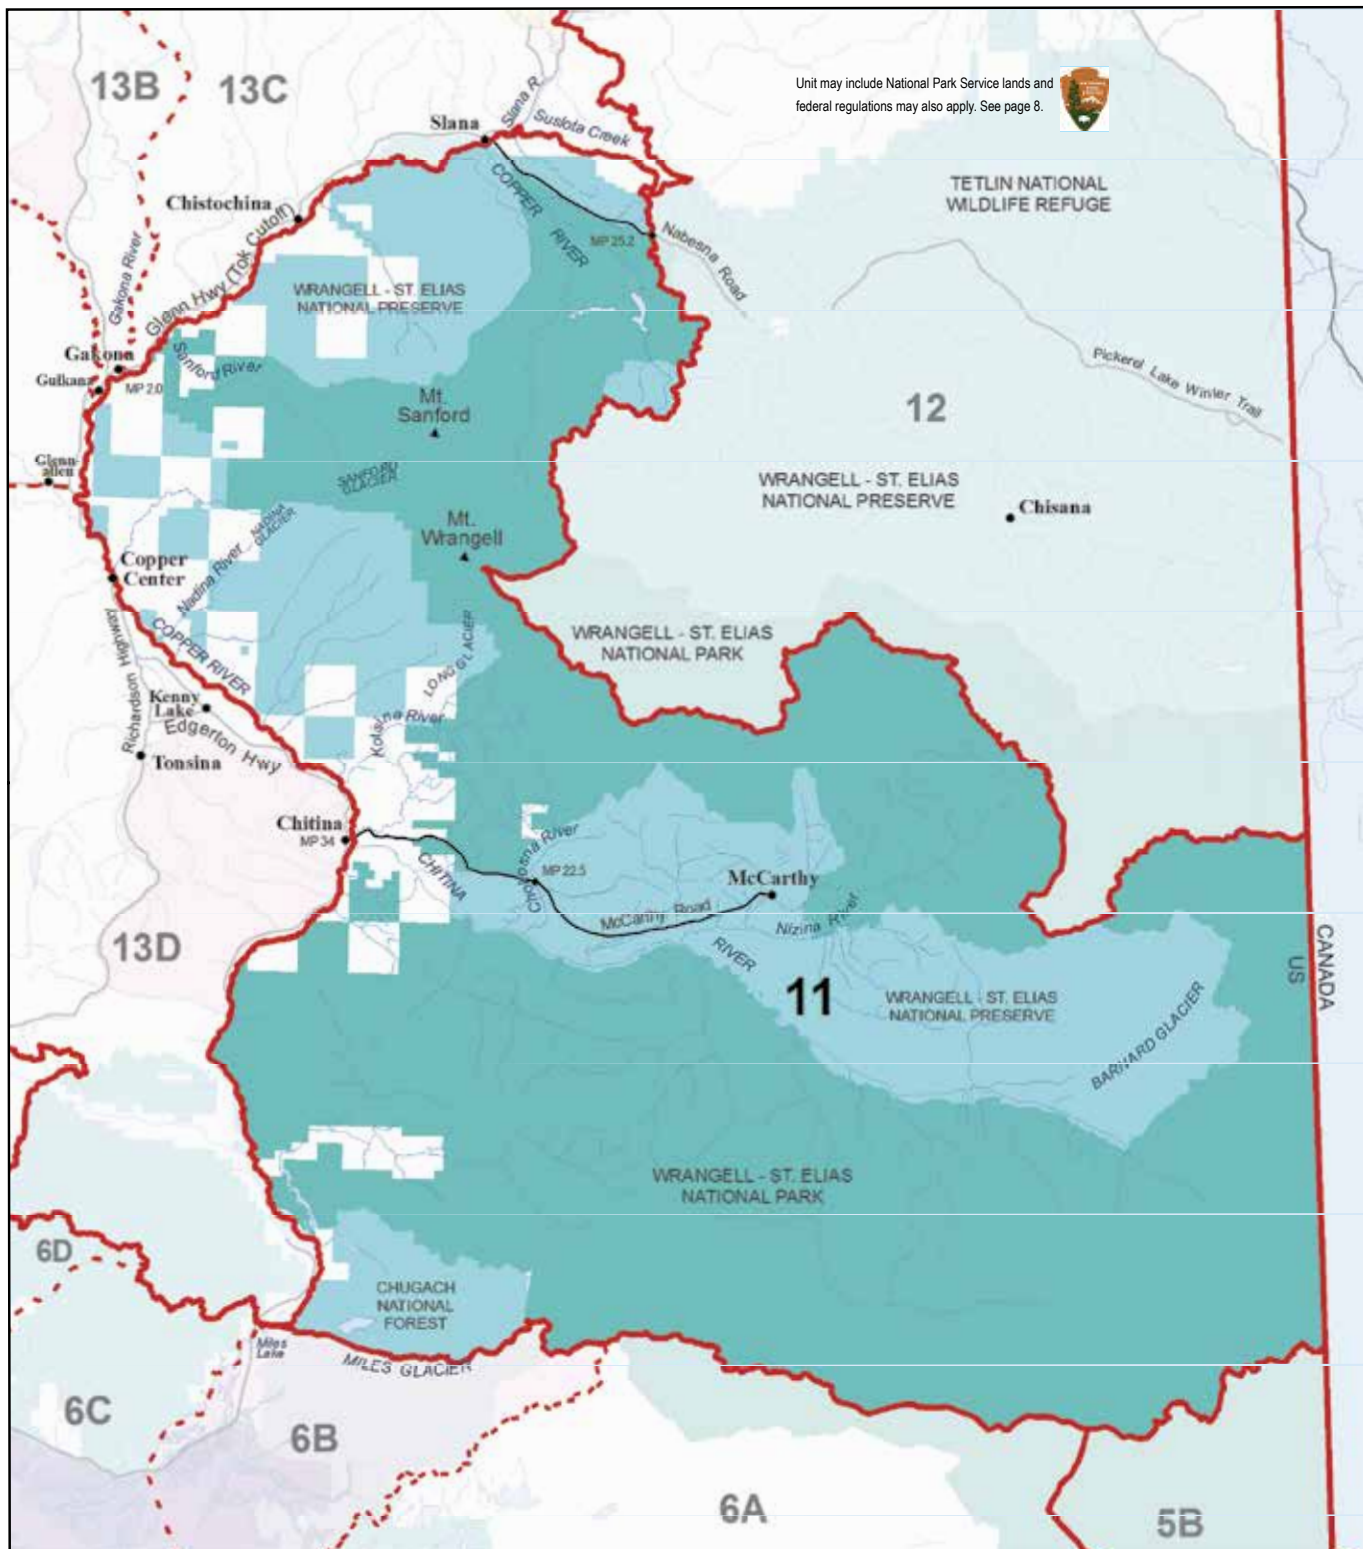 Unit may include National Park Service lands and
federal regulations may also apply. See page 8.
13B
13C
Slana
Slana R
Suslota Creek
COPPER
RIVER
TETLIN NATIONAL
WILDLIFE REFUGE
Chistochina
MP 25.2
Nabesna Road
Gakona River
Glenn Hwy (Tok Cutoff)
WRANGELL - ST. ELIAS
NATIONAL PRESERVE
Gakona
Sanford River
Gulkana
MP 2.0
Pickerel Lake Winter Trail
Mt.
Sanford
12
Glenn-
allen
SANFORD
GLACIER
WRANGELL - ST. ELIAS
NATIONAL PRESERVE
Chisana
NADINA
GLACIER
Mt.
Wrangell
Copper
Center
Nadina River
COPPER RIVER
WRANGELL - ST. ELIAS
NATIONAL PARK
LONG GLACIER
Richardson Highway
Kenny
Lake
Kotsina River
Edgerton Hwy
Tonsina
Chitina
MP 34
CHITINA
Chokosna River
MP 22.5
McCarthy
McCarthy Road
Nizina River
RIVER
13D
11
WRANGELL - ST. ELIAS
NATIONAL PRESERVE
CANADA
US
BARNARD GLACIER
WRANGELL - ST. ELIAS
NATIONAL PARK
6D
CHUGACH
NATIONAL
FOREST
Miles
Lake
MILES GLACIER
6C
6B
6A
5B